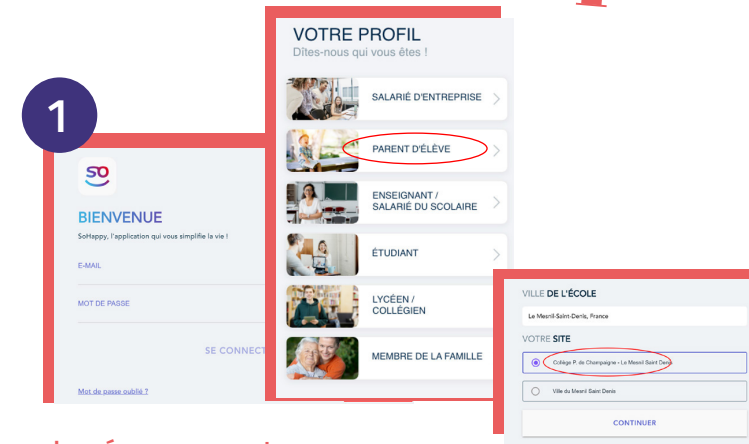 1
so
BIENVENUE
SoHappy, l'application qui vous simplifie la vie !
E-MAIL
MOT DE PASSE
SE CONNECT
Mot de passe oublié ?
VOTRE PROFIL
Dîtes-nous qui vous êtes !
SALARIÉ D'ENTREPRISE
PARENT D'ÉLÈVE
ENSEIGNANT /
SALARIÉ DU SCOLAIRE
ÉTUDIANT
LYCÉEN /
COLLÉGIEN
MEMBRE DE LA FAMILLE
VILLE DE L'ÉCOLE
Le Mesnil-Saint-Denis, France
VOTRE SITE
Collège P. de Champaigne - Le Mesnil Saint Denis
Ville du Mesnil Saint Denis
CONTINUER